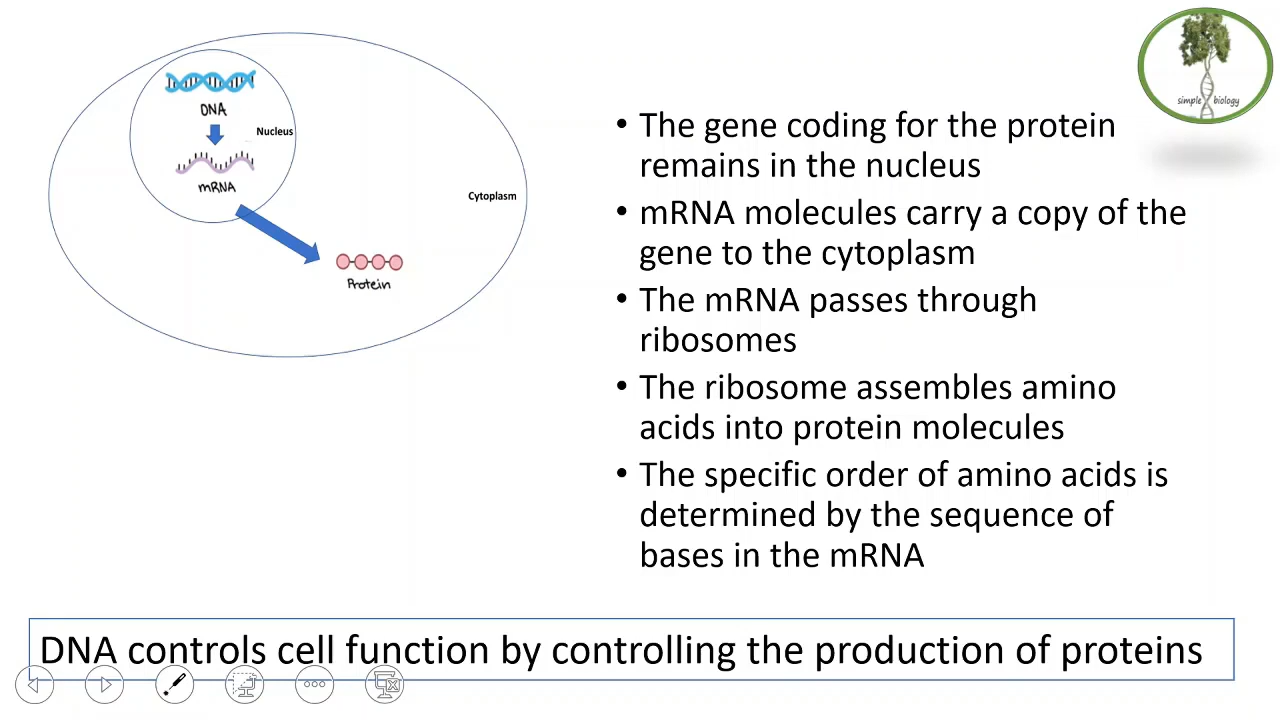 DNA
Nucleus
mRNA
Cytoplasm
Protein
simple biology
• The gene coding for the protein
remains in the nucleus
• mRNA molecules carry a copy of the
gene to the cytoplasm
• The mRNA passes through
ribosomes
• The ribosome assembles amino
acids into protein molecules
• The specific order of amino acids is
determined by the sequence of
bases in the mRNA
DNA controls cell function by controlling the production of proteins